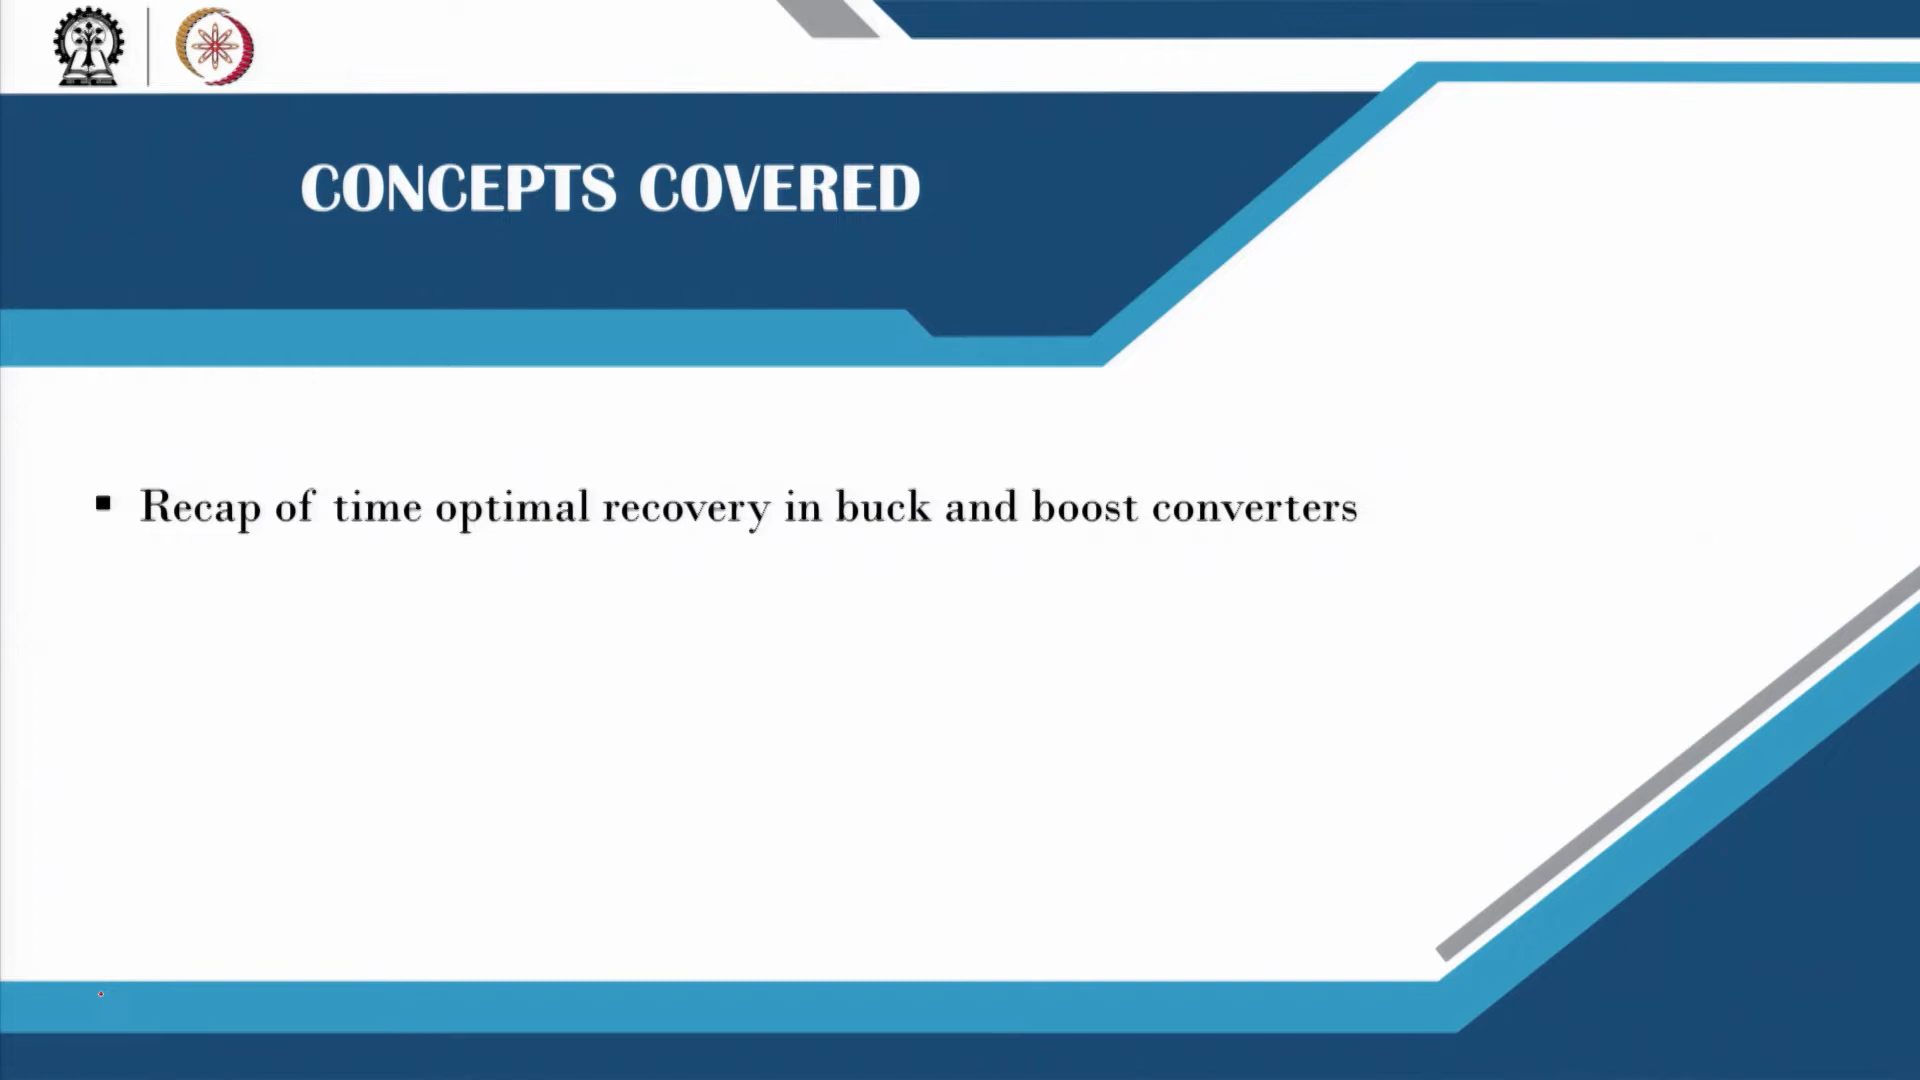 CONCEPTS COVERED
▪ Recap of time optimal recovery in buck and boost converters